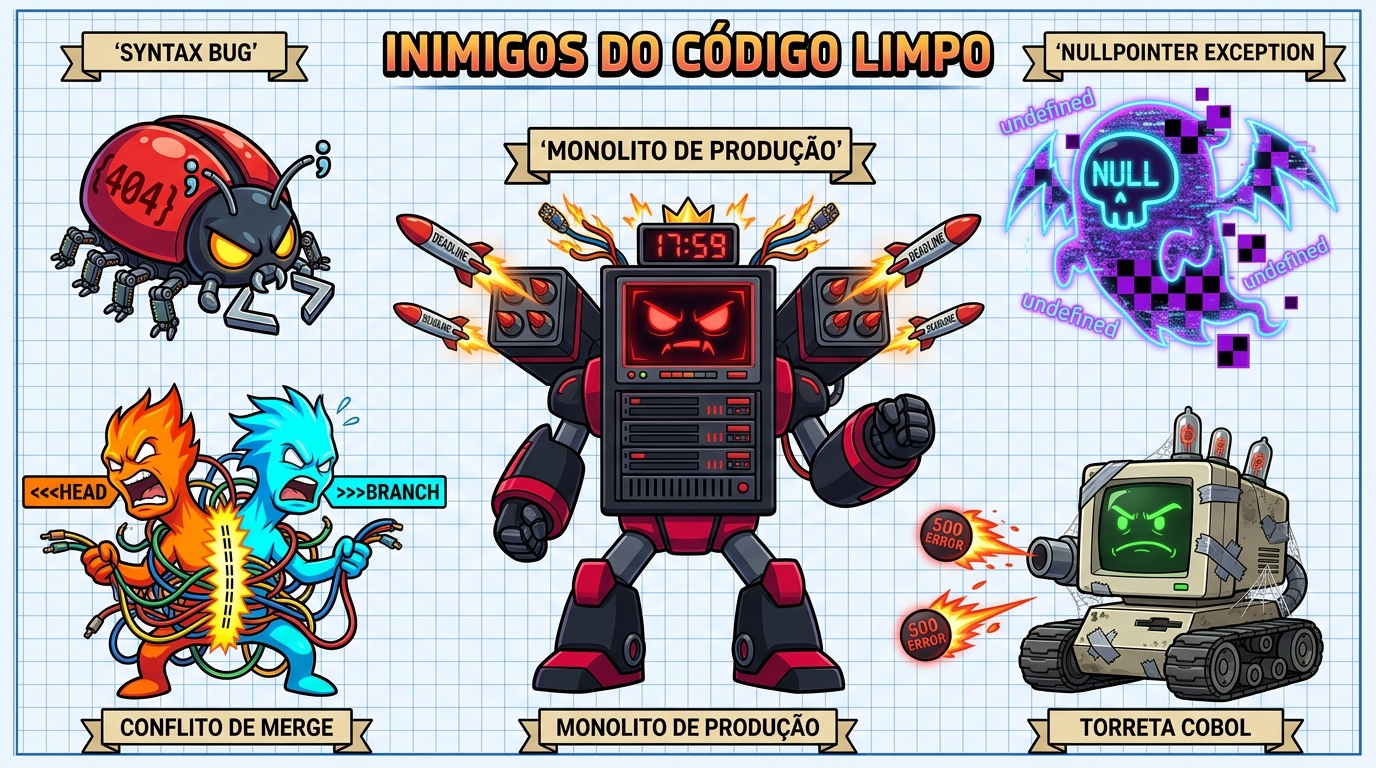 INIMIGOS DO CÓDIGO LIMPO
'SYNTAX BUG'
{404}
;
;
'MONOLITO DE PRODUÇÃO'
17:59
DEADLINE
DEADLINE
'NULLPOINTER EXCEPTION
undefined
NULL
undefined
undefined
<<<HEAD
>>>BRANCH
======
CONFLITO DE MERGE
MONOLITO DE PRODUÇÃO
500
ERROR
500
ERROR
TORRETA COBOL